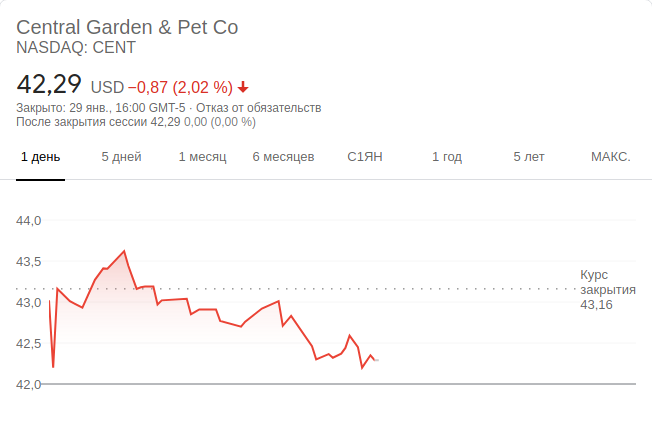 Central Garden & Pet Co
NASDAQ: CENT
42,29 USD −0,87 (2,02 %)
Закрыто: 29 янв., 16:00 GMT-5 · Отказ от обязательств
После закрытия сессии 42,29 0,00 (0,00 %)
1 день 5 дней 1 месяц 6 месяцев С1ЯН 1 год 5 лет МАКС.
44,0
43,5
Курс
закрытия
43,16
43,0
42,5
42,0